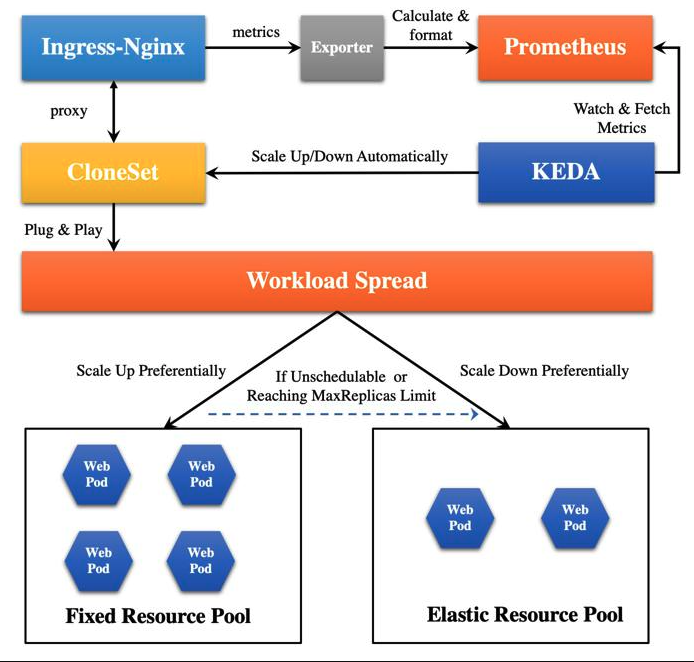 Ingress-Nginx
metrics
Exporter
Calculate &
format
Prometheus
proxy
Watch & Fetch
Metrics
CloneSet
Scale Up/Down Automatically
KEDA
Plug & Play
Workload Spread
Scale Up Preferentially
If Unschedulable or
Reaching MaxReplicas Limit
Scale Down Preferentially
Web
Pod
Web
Pod
Web
Pod
Web
Pod
Fixed Resource Pool
Web
Pod
Web
Pod
Elastic Resource Pool